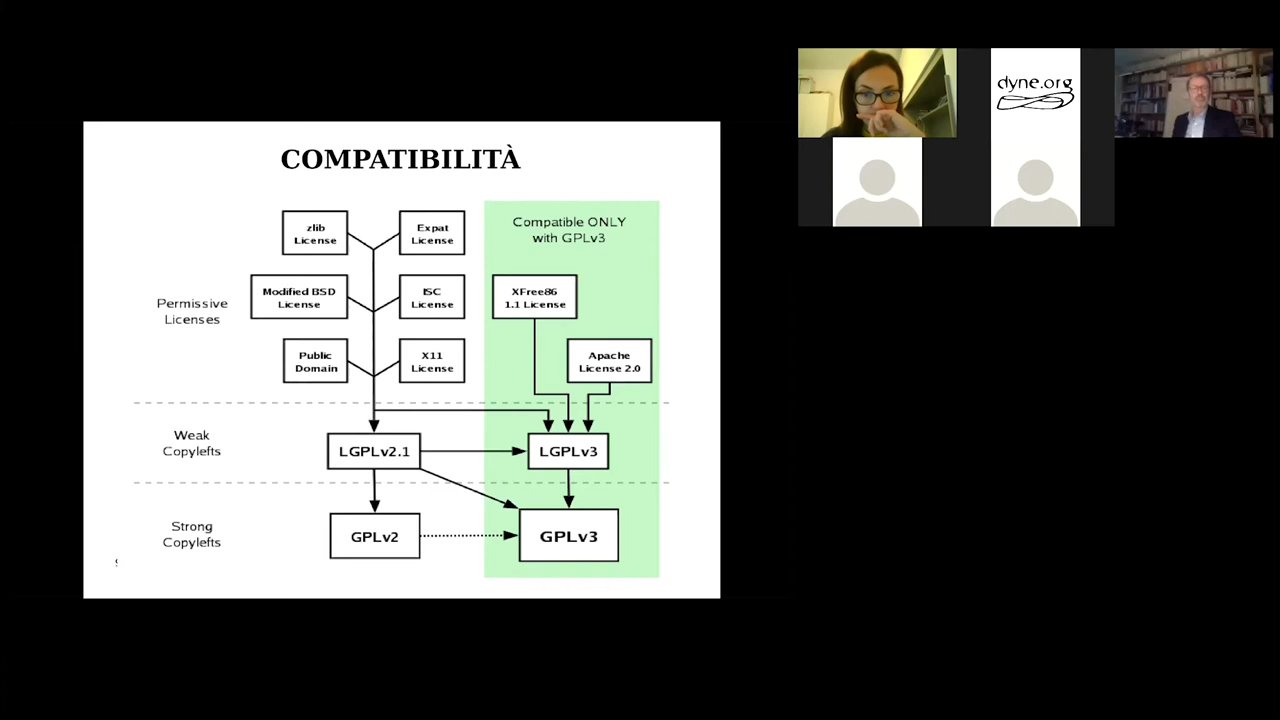 COMPATIBILITÀ
zlib
License
Expat
License
Compatible ONLY
with GPLv3
Permissive
Licenses
Modified BSD
License
ISC
License
XFree86
1.1 License
Public
Domain
X11
License
Apache
License 2.0
Weak
Copylefts
LGPLv2.1
LGPLv3
Strong
Copylefts
GPLv2
GPLv3
dyne.org